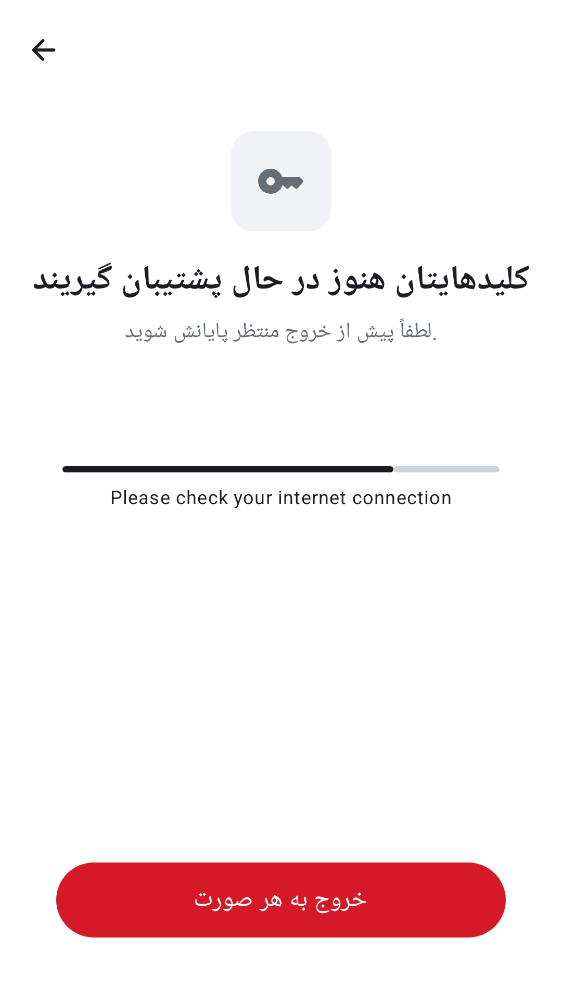 کلیدهایتان هنوز در حال پشتیبان گیریند
لطفاً پیش از خروج منتظر پایانش شوید.
Please check your internet connection
خروج به هر صورت